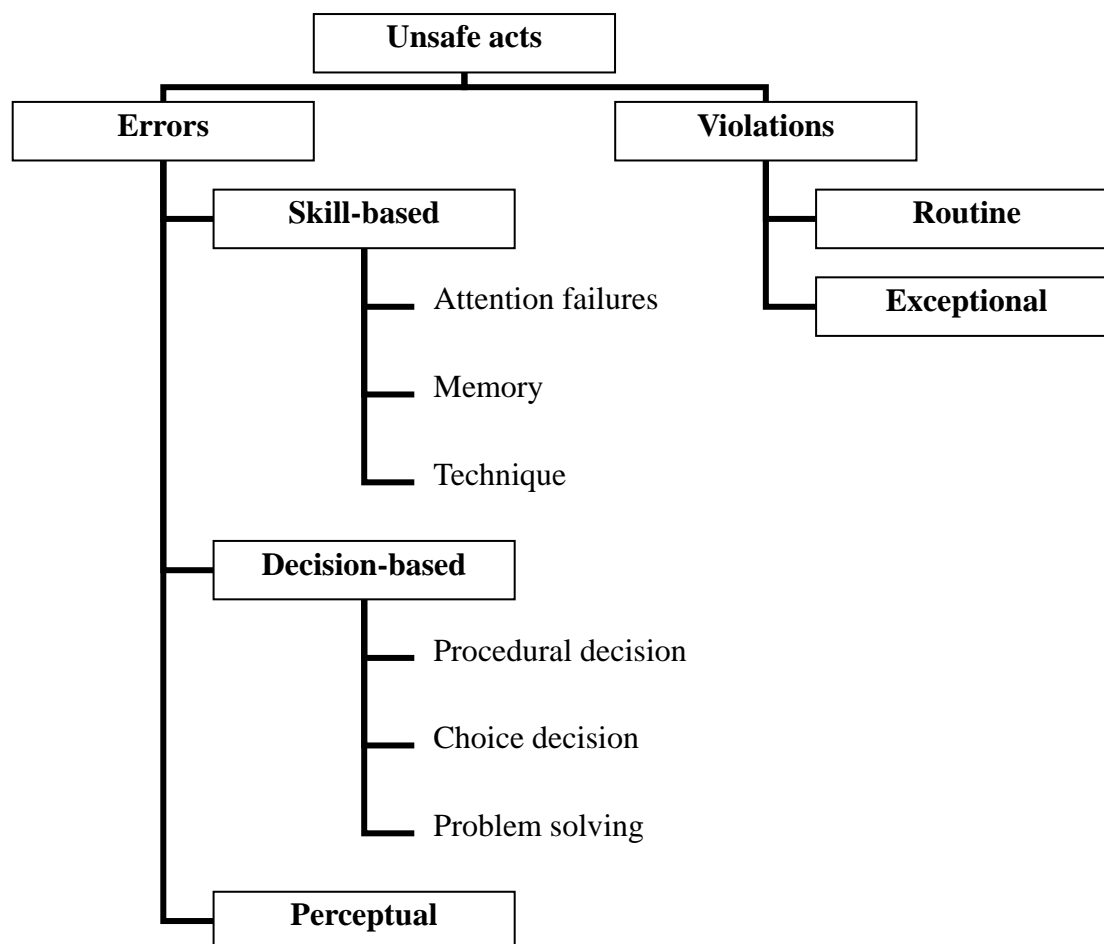 Unsafe acts
Errors
Violations
Skill-based
Routine
Attention failures
Exceptional
Memory
Technique
Decision-based
Procedural decision
Choice decision
Problem solving
Perceptual